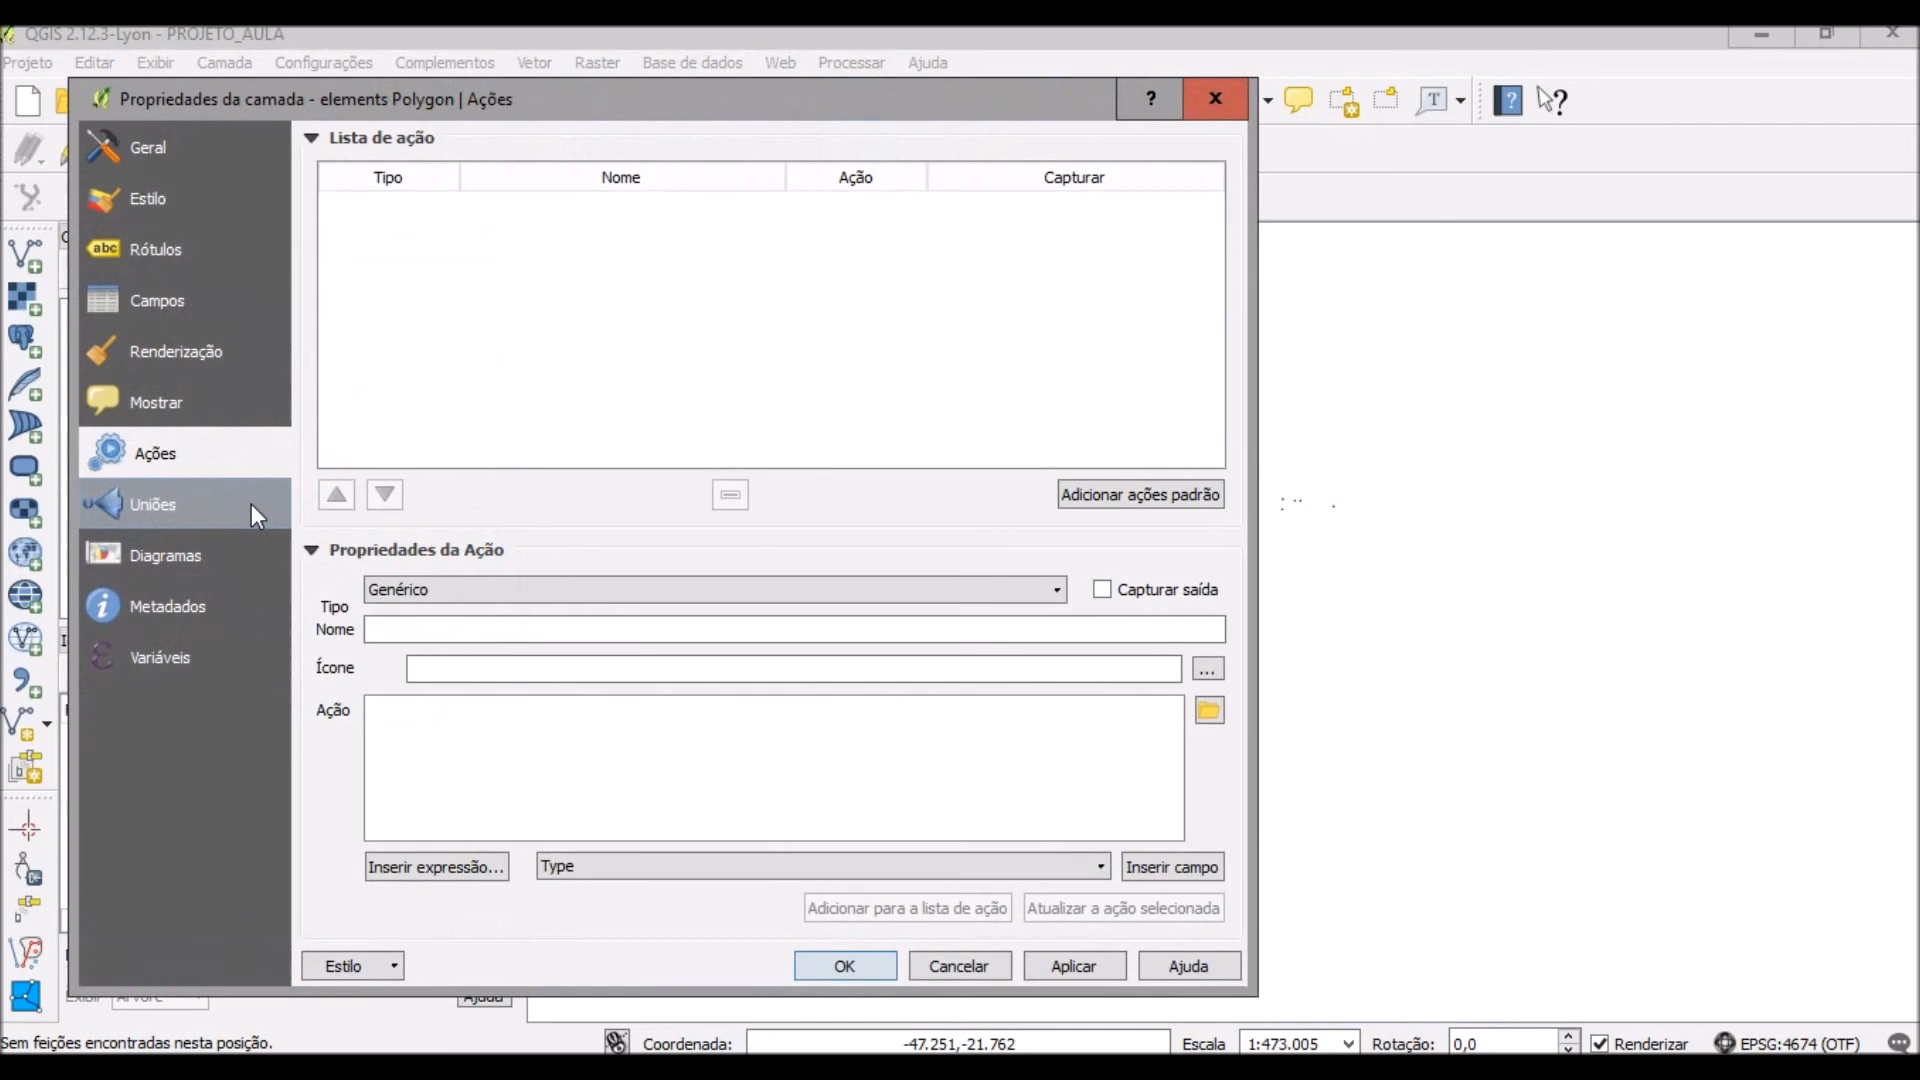 QGIS 2.12.3-Lyon - PROJETO_AULA
Projeto Editar Exibir Camada Configurações Complementos Vetor Raster Base de dados Web Processar Ajuda
Propriedades da camada - elements Polygon | Ações
? x
T ? ?
Geral
Estilo
abc Rótulos
Campos
Renderização
Mostrar
Ações
Uniões
Diagramas
Metadados
Variáveis
Lista de ação
Tipo Nome Ação Capturar
Adicionar ações padrão
Propriedades da Ação
Tipo Genérico Capturar saída
Nome
Ícone ...
Ação
Inserir expressão... Type Inserir campo
Adicionar para a lista de ação Atualizar a ação selecionada
Estilo OK Cancelar Aplicar Ajuda
Exibir Árvore Ajuda
Sem feições encontradas nesta posição. Coordenada: -47.251,-21.762 Escala 1:473.005 Rotação: 0,0 Renderizar EPSG:4674 (OTF)